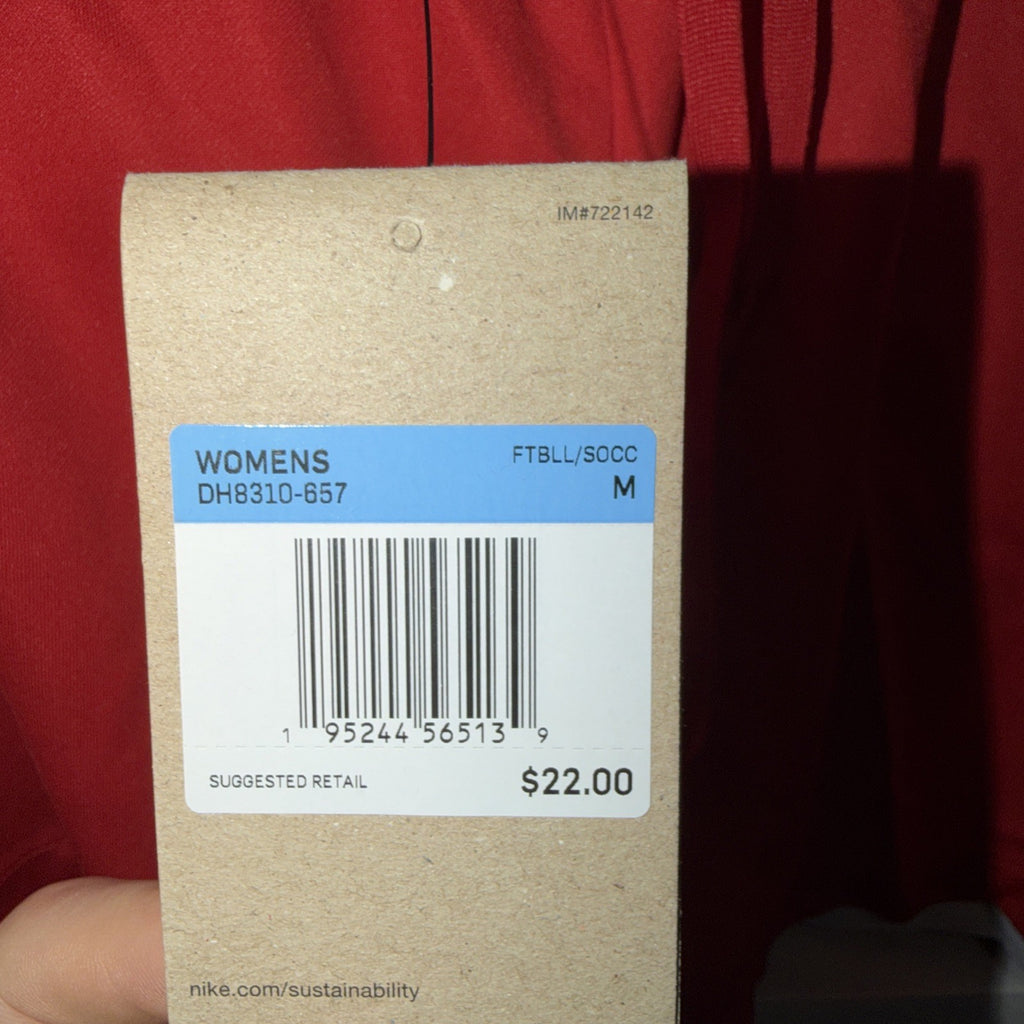 IM#722142
WOMENS FTBLL/SOCC
DH8310-657 M
1 95244 56513 9
SUGGESTED RETAIL $22.00
nike.com/sustainability